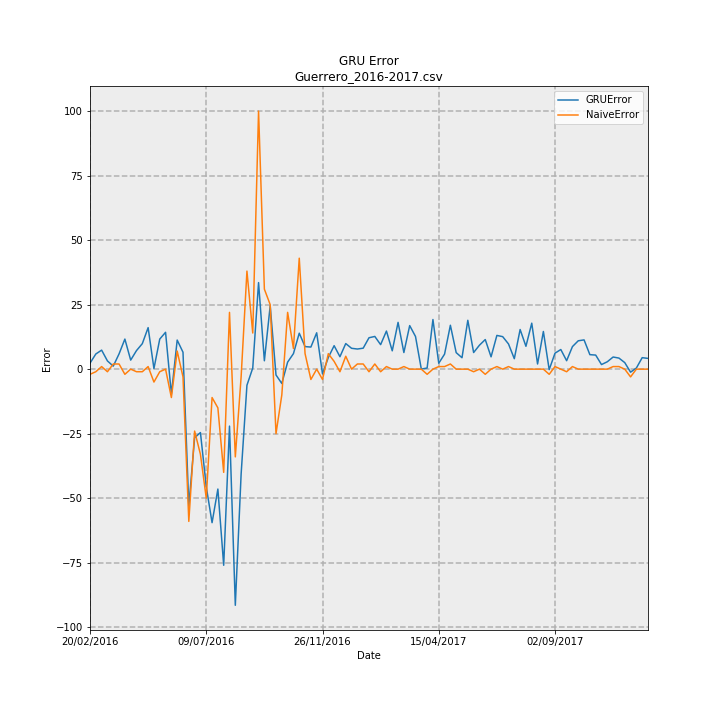 GRU Error
Guerrero_2016-2017.csv
GRUError
NaiveError
100
75
50
25
0
−25
−50
−75
−100
Error
20/02/2016
09/07/2016
26/11/2016
15/04/2017
02/09/2017
Date